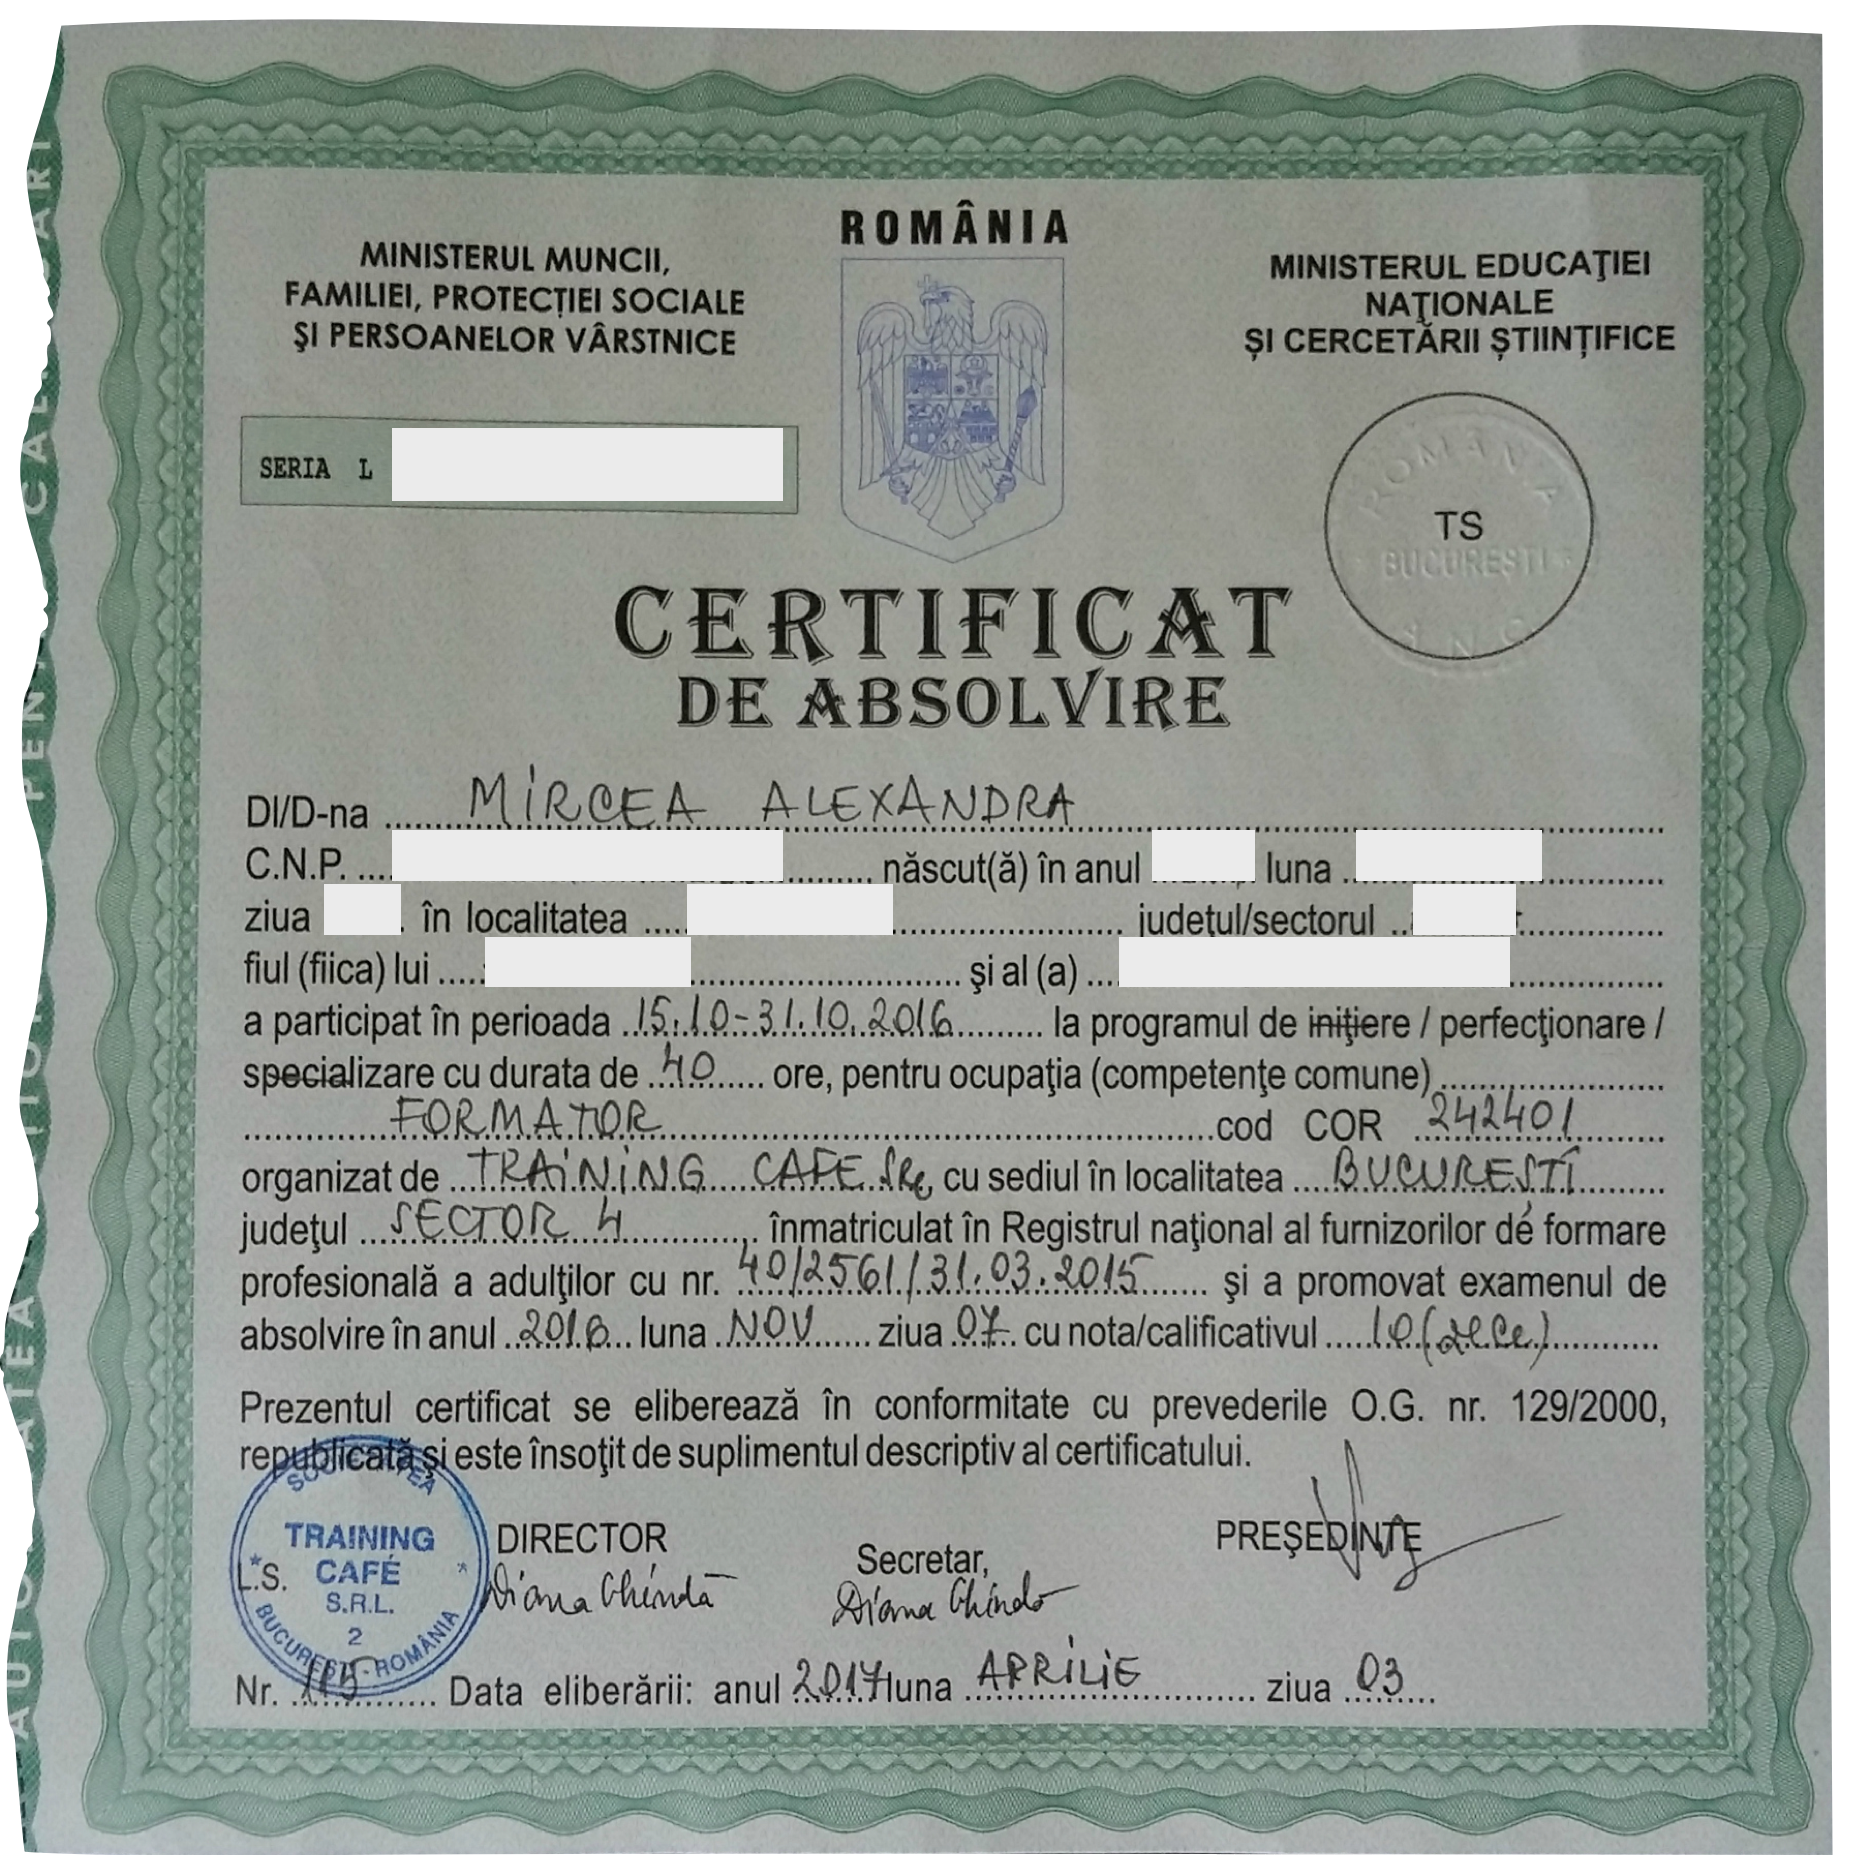 ROMÂNIA
MINISTERUL MUNCII,
FAMILIEI, PROTECȚIEI SOCIALE
ŞI PERSOANELOR VÂRSTNICE
MINISTERUL EDUCAŢIEI
NAŢIONALE
ŞI CERCETĂRII ȘTIINȚIFICE
SERIA L
ROMÂNIA
TS
BUCUREŞTI
A N C
CERTIFICAT
DE ABSOLVIRE
Dl/D-na MIRCEA ALEXANDRA
C.N.P. născut(ă) în anul luna
ziua în localitatea judeţul/sectorul
fiul (fiica) lui şi al (a)
a participat în perioada 15.10-31.10.2016 la programul de iniţiere / perfecţionare /
specializare cu durata de 40 ore, pentru ocupaţia (competenţe comune)
FORMATOR cod COR 242401
organizat de TRAINING CAFE SRL cu sediul în localitatea BUCUREŞTI
judeţul SECTOR 4, înmatriculat în Registrul naţional al furnizorilor de formare
profesională a adulţilor cu nr. 40/2561/31.03.2015 şi a promovat examenul de
absolvire în anul 2016 luna NOV ziua 07 cu nota/calificativul 10 (zece)
Prezentul certificat se eliberează în conformitate cu prevederile O.G. nr. 129/2000,
republicată şi este însoţit de suplimentul descriptiv al certificatului.
SOCIETATEA
TRAINING
CAFÉ
S.R.L.
2
BUCUREŞTI - ROMÂNIA
L.S.
DIRECTOR
Diana Ghindă
Secretar,
Diana Ghindă
PREŞEDINTE
Nr. 115 Data eliberării: anul 2017 luna APRILIE ziua 03